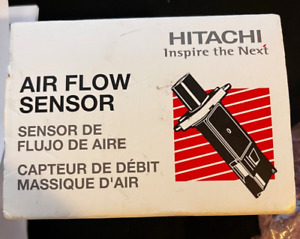 HITACHI
Inspire the Next
AIR FLOW
SENSOR
SENSOR DE
FLUJO DE AIRE
CAPTEUR DE DÉBIT
MASSIQUE D'AIR